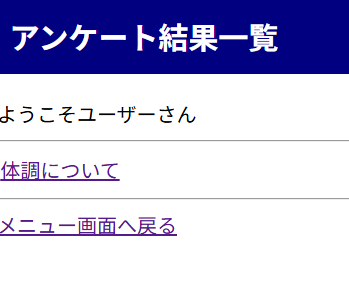 アンケート結果一覧
ようこそユーザーさん
体調について
メニュー画面へ戻る